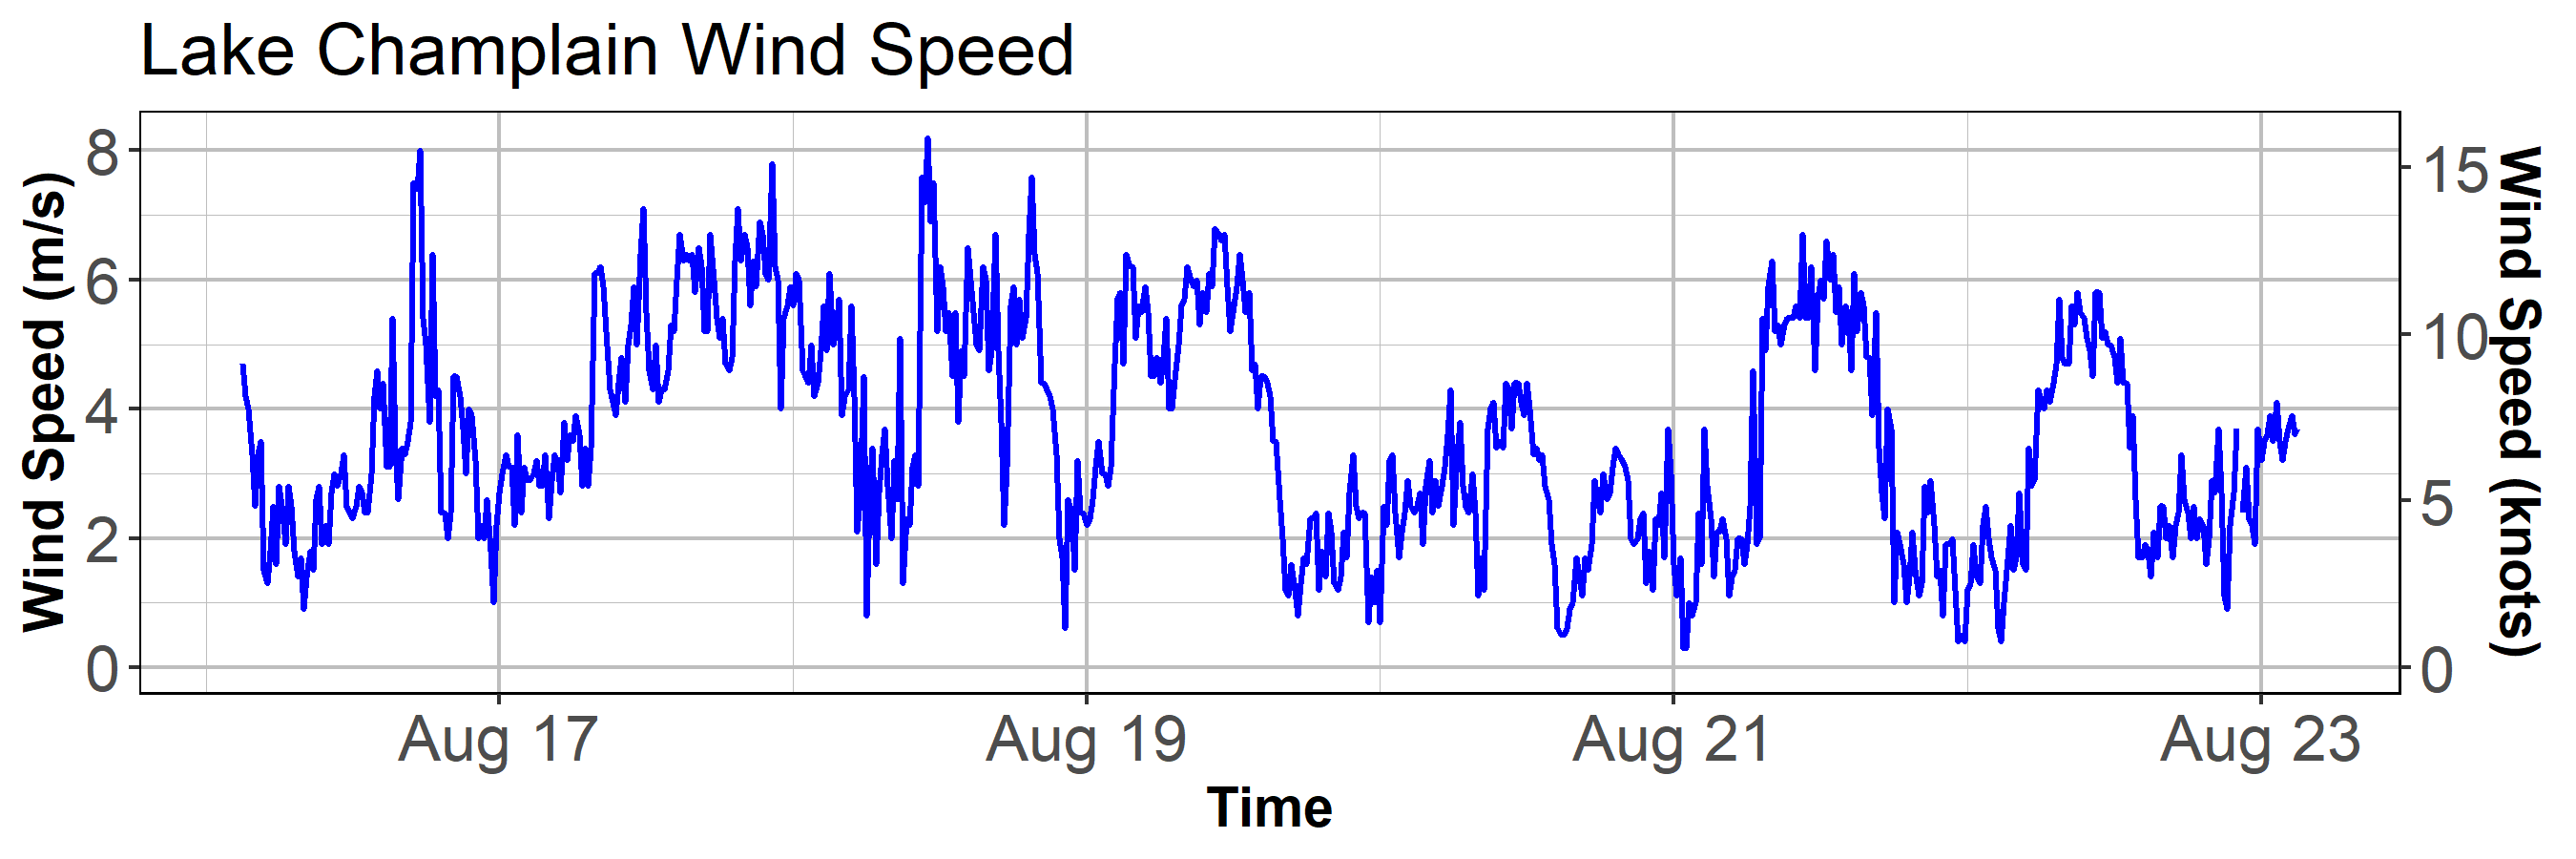 Lake Champlain Wind Speed
Wind Speed (m/s)
8
6
4
2
0
15
10
5
0
Wind Speed (knots)
Aug 17
Aug 19
Aug 21
Aug 23
Time